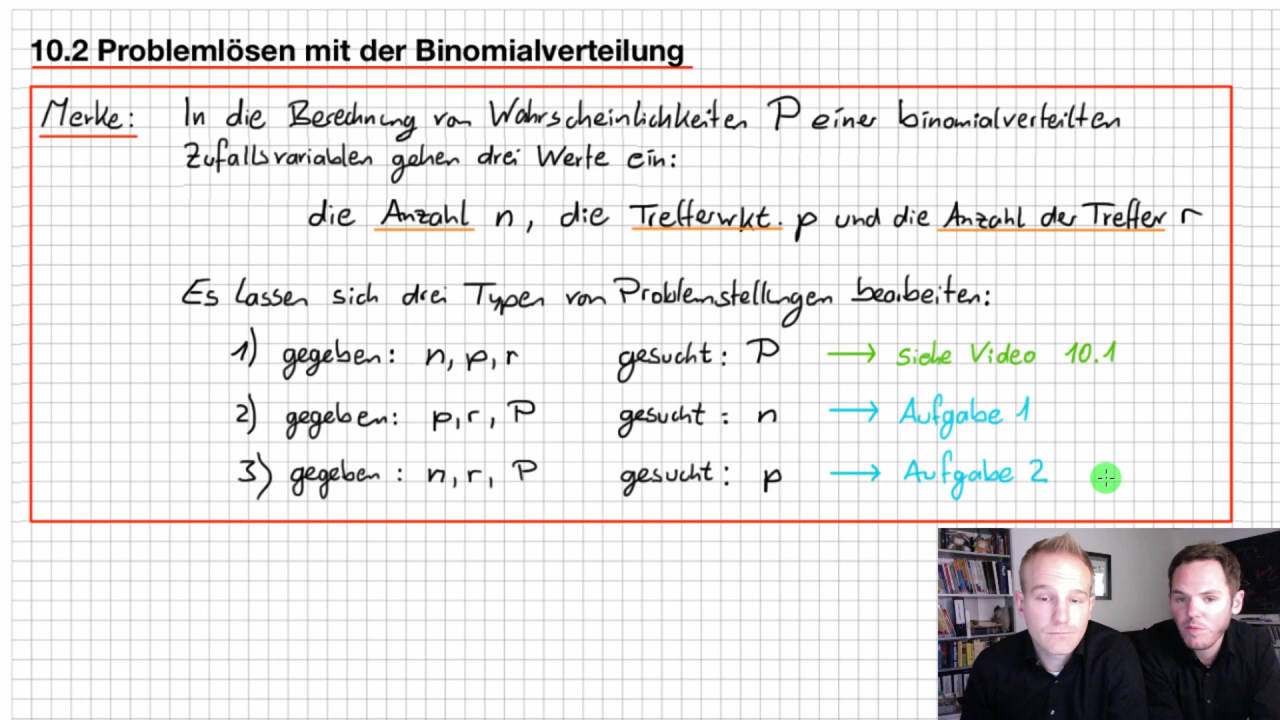 10.2 Problemlösen mit der Binomialverteilung
Merke: In die Berechnung von Wahrscheinlichkeiten P einer binomialverteilten
Zufallsvariablen gehen drei Werte ein:
die Anzahl n, die Trefferwkt. p und die Anzahl der Treffer r
Es lassen sich drei Typen von Problemstellungen bearbeiten:
1) gegeben: n, p, r gesucht: P → siehe Video 10.1
2) gegeben: p, r, P gesucht: n → Aufgabe 1
3) gegeben: n, r, P gesucht: p → Aufgabe 2